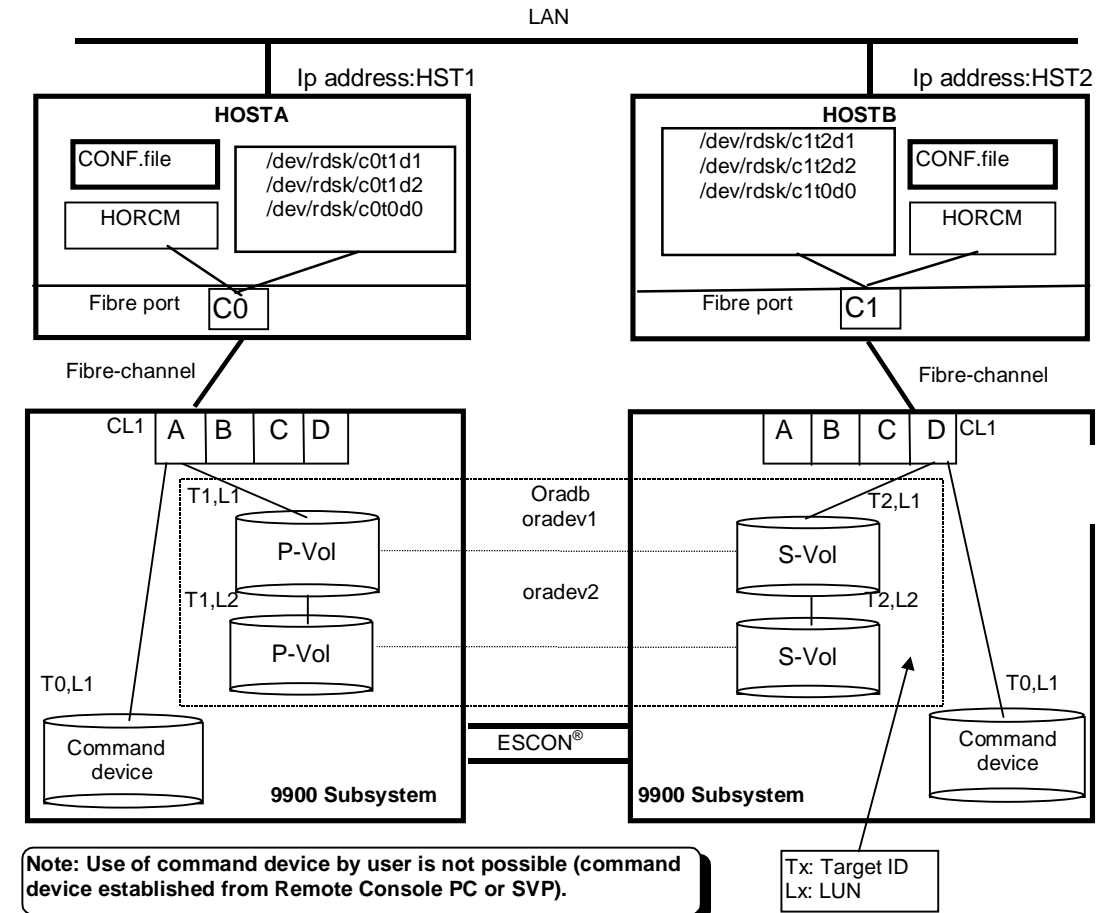 LAN
Ip address:HST1
Ip address:HST2
HOSTA
CONF.file
/dev/rdsk/c0t1d1
/dev/rdsk/c0t1d2
/dev/rdsk/c0t0d0
HORCM
Fibre port
C0
HOSTB
/dev/rdsk/c1t2d1
/dev/rdsk/c1t2d2
/dev/rdsk/c1t0d0
CONF.file
HORCM
Fibre port
C1
Fibre-channel
Fibre-channel
CL1
A B C D
A B C D
CL1
T1,L1
Oradb
oradev1
T2,L1
P-Vol
S-Vol
T1,L2
oradev2
T2,L2
P-Vol
S-Vol
T0,L1
T0,L1
Command
device
ESCON®
Command
device
9900 Subsystem
9900 Subsystem
Note: Use of command device by user is not possible (command
device established from Remote Console PC or SVP).
Tx: Target ID
Lx: LUN